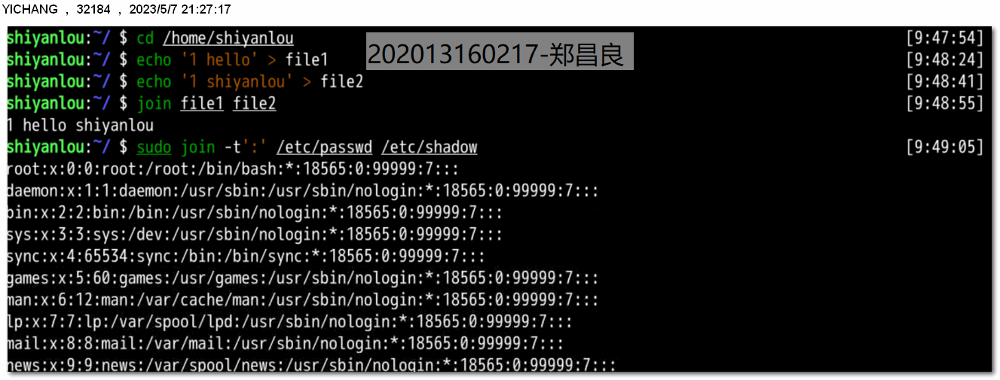 YICHANG , 32184 , 2023/5/7 21:27:17
shiyanlou:~/ $ cd /home/shiyanlou [9:47:54]
202013160217-郑昌良
shiyanlou:~/ $ echo '1 hello' > file1 [9:48:24]
shiyanlou:~/ $ echo '1 shiyanlou' > file2 [9:48:41]
shiyanlou:~/ $ join file1 file2 [9:48:55]
1 hello shiyanlou
shiyanlou:~/ $ sudo join -t':' /etc/passwd /etc/shadow [9:49:05]
root:x:0:0:root:/root:/bin/bash:*:18565:0:99999:7:::
daemon:x:1:1:daemon:/usr/sbin:/usr/sbin/nologin:*:18565:0:99999:7:::
bin:x:2:2:bin:/bin:/usr/sbin/nologin:*:18565:0:99999:7:::
sys:x:3:3:sys:/dev:/usr/sbin/nologin:*:18565:0:99999:7:::
sync:x:4:65534:sync:/bin:/bin/sync:*:18565:0:99999:7:::
games:x:5:60:games:/usr/games:/usr/sbin/nologin:*:18565:0:99999:7:::
man:x:6:12:man:/var/cache/man:/usr/sbin/nologin:*:18565:0:99999:7:::
lp:x:7:7:lp:/var/spool/lpd:/usr/sbin/nologin:*:18565:0:99999:7:::
mail:x:8:8:mail:/var/mail:/usr/sbin/nologin:*:18565:0:99999:7:::
news:x:9:9:news:/var/spool/news:/usr/sbin/nologin:*:18565:0:99999:7:::